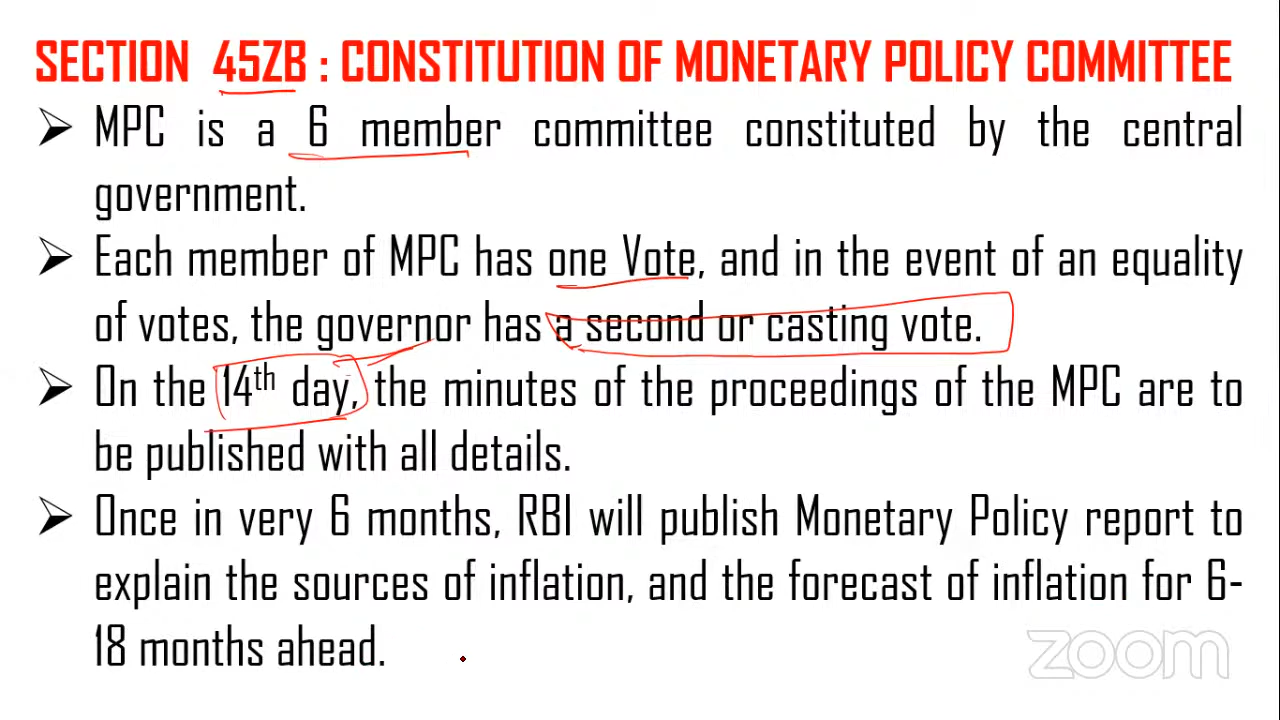 SECTION 45ZB : CONSTITUTION OF MONETARY POLICY COMMITTEE
➢ MPC is a 6 member committee constituted by the central
government.
➢ Each member of MPC has one Vote, and in the event of an equality
of votes, the governor has a second or casting vote.
➢ On the 14th day, the minutes of the proceedings of the MPC are to
be published with all details.
➢ Once in very 6 months, RBI will publish Monetary Policy report to
explain the sources of inflation, and the forecast of inflation for 6-
18 months ahead.
zoom